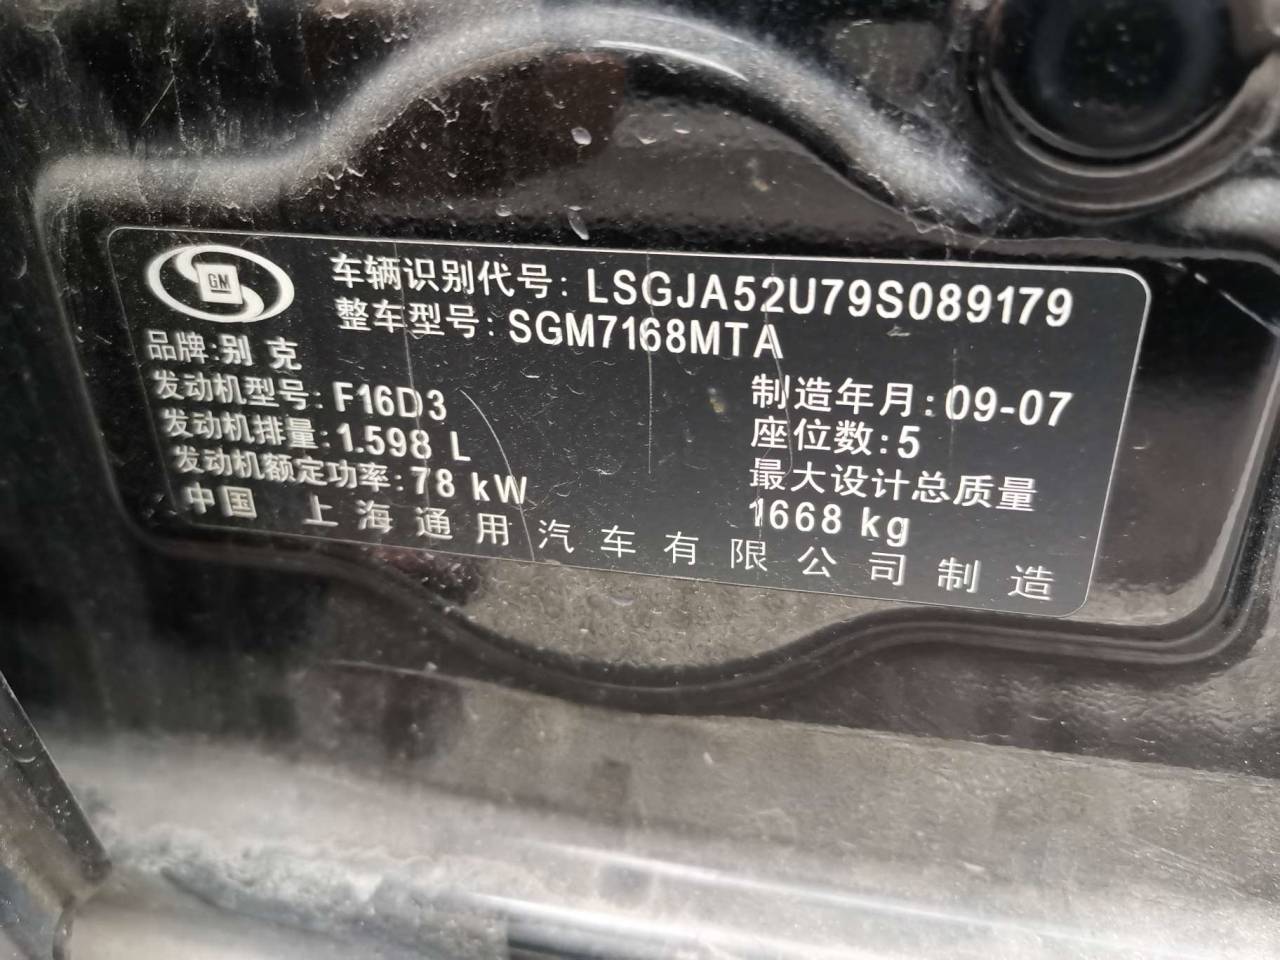 GM
车辆识别代号: LSGJA52U79S089179
整车型号: SGM7168MTA
品牌:别 克
发动机型号: F16D3
制造年月:09-07
发动机排量:1.598 L
座位数:5
发动机额定功率:78 kW
最大设计总质量
1668 kg
中国 上海通用汽车有限公司制造